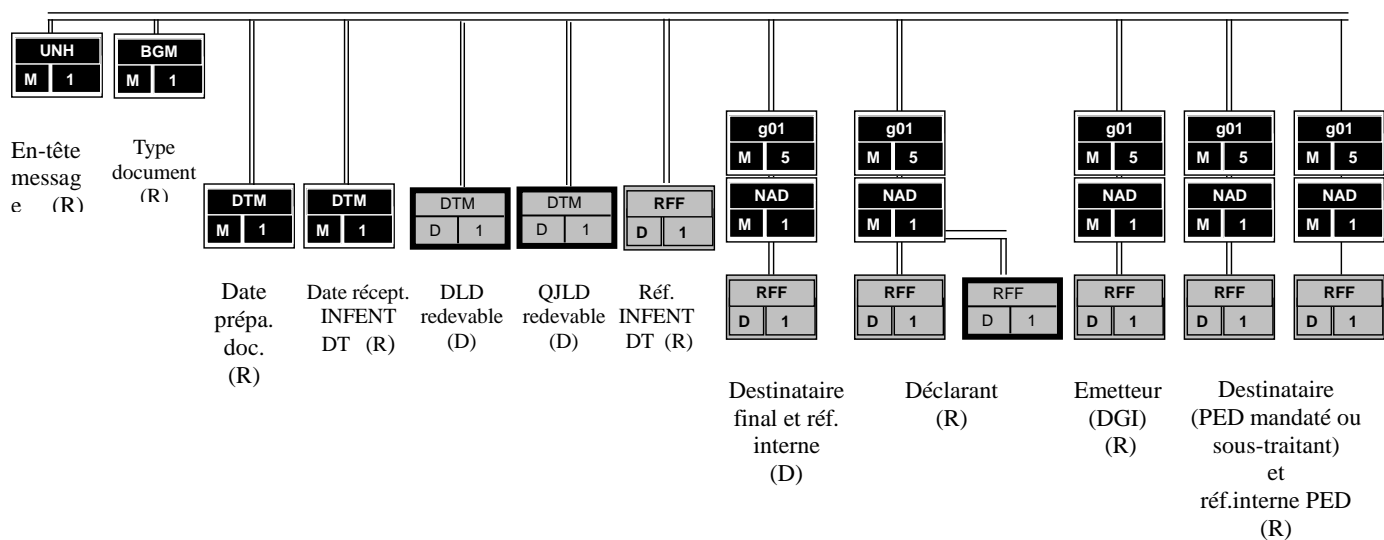 UNH
M 1
BGM
M 1
En-tête
messag
e (R)
Type
document
(R)
DTM
M 1
DTM
M 1
DTM
D 1
DTM
D 1
RFF
D 1
Date
prépa.
doc.
(R)
Date récept.
INFENT
DT (R)
DLD
redevable
(D)
QJLD
redevable
(D)
Réf.
INFENT
DT (R)
g01
M 5
NAD
M 1
RFF
D 1
g01
M 5
NAD
M 1
RFF
D 1
RFF
D 1
g01
M 5
NAD
M 1
RFF
D 1
g01
M 5
NAD
M 1
RFF
D 1
g01
M 5
NAD
M 1
RFF
D 1
Destinataire
final et réf.
interne
(D)
Déclarant
(R)
Emetteur
(DGI)
(R)
Destinataire
(PED mandaté ou
sous-traitant)
et
réf.interne PED
(R)